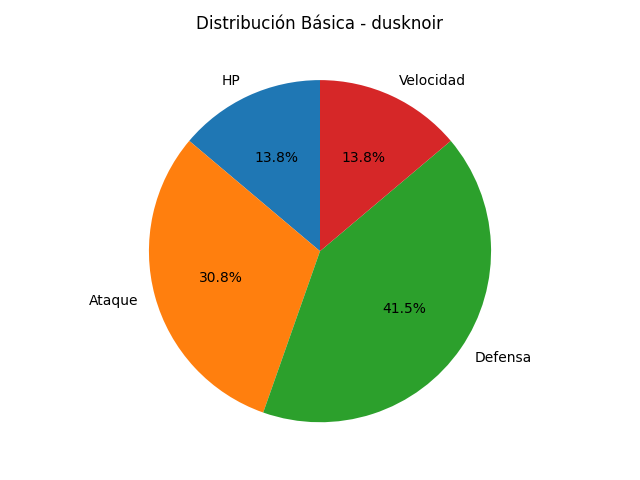 Distribución Básica - dusknoir
HP
Velocidad
13.8%
13.8%
30.8%
Ataque
41.5%
Defensa